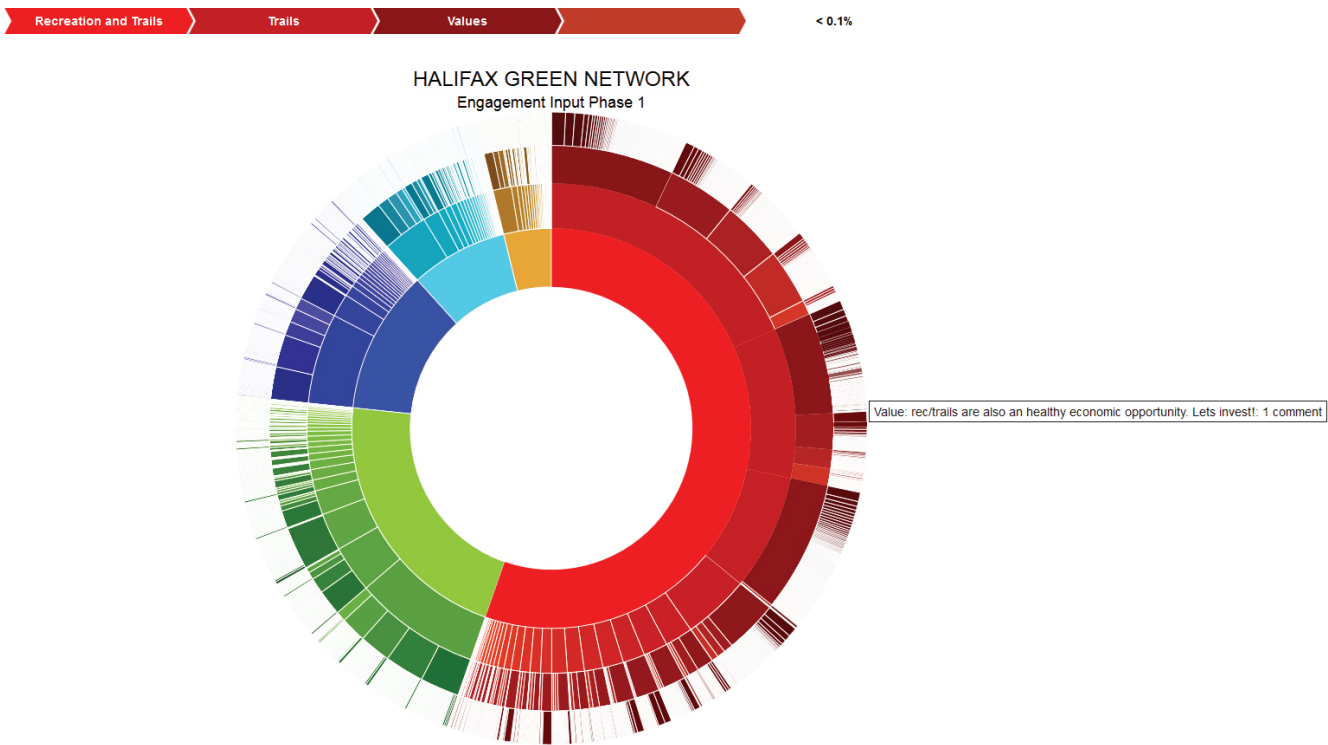 Recreation and Trails
Trails
Values
< 0.1%
HALIFAX GREEN NETWORK
Engagement Input Phase 1
Value: rec/trails are also an healthy economic opportunity. Lets invest!: 1 comment